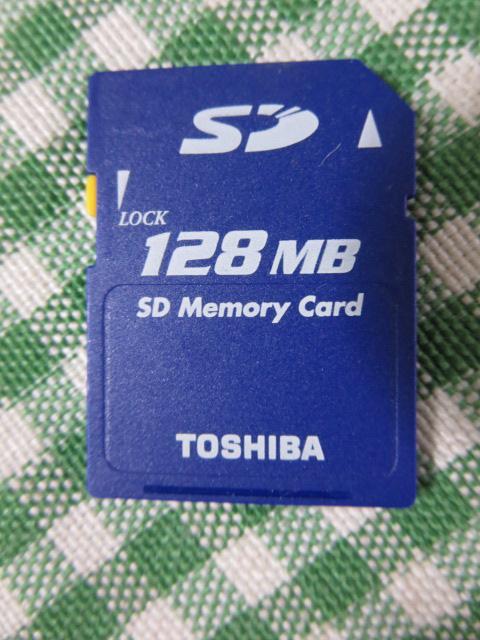 SD
LOCK
128 MB
SD Memory Card
TOSHIBA